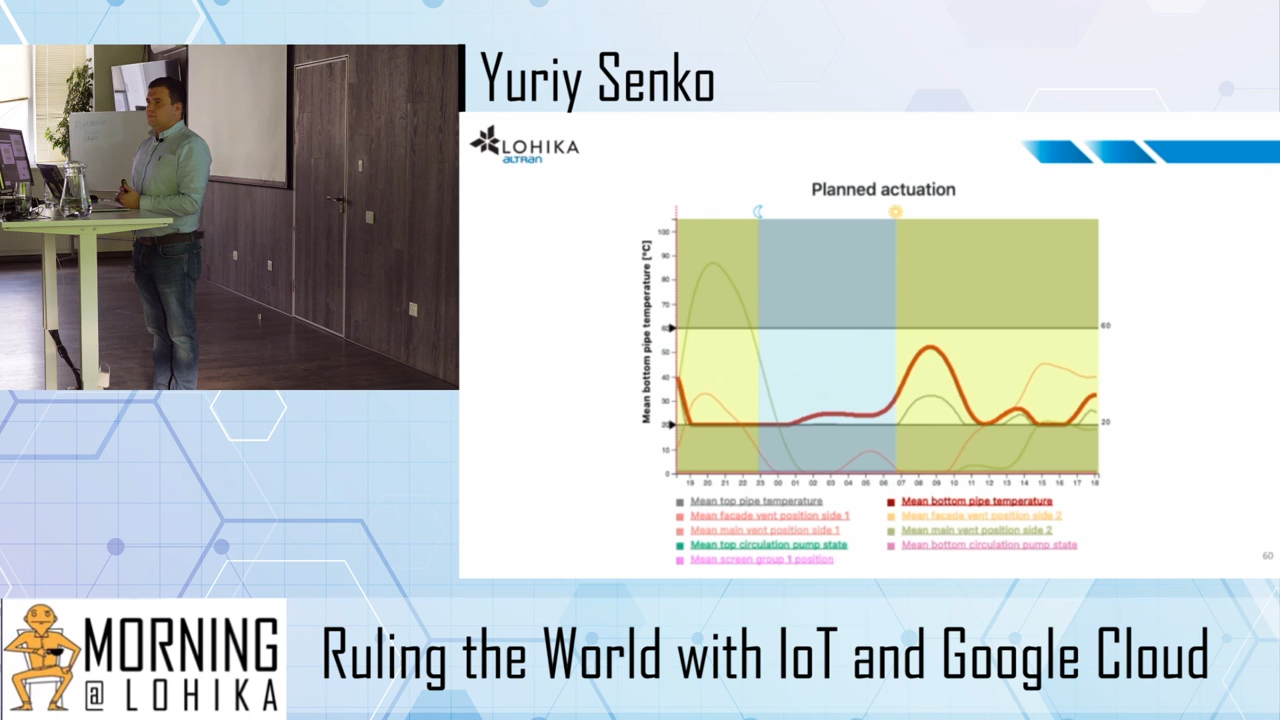 Yuriy Senko
LOHIKA
altran
Planned actuation
Mean bottom pipe temperature [°C]
100
90
80
70
60
50
40
30
20
10
0
60
20
19 20 21 22 23 00 01 02 03 04 05 06 07 08 09 10 11 12 13 14 15 16 17 18
Mean top pipe temperature
Mean bottom pipe temperature
Mean facade vent position side 1
Mean facade vent position side 2
Mean main vent position side 1
Mean main vent position side 2
Mean top circulation pump state
Mean bottom circulation pump state
Mean screen group 1 position
60
MORNING
@ LOHIKA
Ruling the World with IoT and Google Cloud